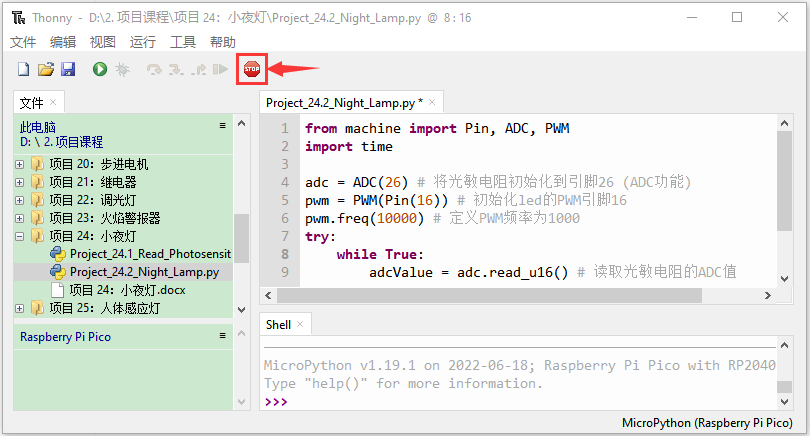 Thonny - D:\2. 项目课程\项目 24：小夜灯\Project_24.2_Night_Lamp.py @ 8:16
文件 编辑 视图 运行 工具 帮助
STOP
文件
此电脑
D: \ 2. 项目课程
项目 20：步进电机
项目 21：继电器
项目 22：调光灯
项目 23：火焰警报器
项目 24：小夜灯
Project_24.1_Read_Photosensit
Project_24.2_Night_Lamp.py
项目 24：小夜灯.docx
项目 25：人体感应灯
Raspberry Pi Pico
Project_24.2_Night_Lamp.py *
1 from machine import Pin, ADC, PWM
2 import time
3
4 adc = ADC(26) # 将光敏电阻初始化到引脚26 (ADC功能)
5 pwm = PWM(Pin(16)) # 初始化led的PWM引脚16
6 pwm.freq(10000) # 定义PWM频率为1000
7 try:
8     while True:
9         adcValue = adc.read_u16() # 读取光敏电阻的ADC值
Shell
MicroPython v1.19.1 on 2022-06-18; Raspberry Pi Pico with RP2040
Type "help()" for more information.
>>>
MicroPython (Raspberry Pi Pico)